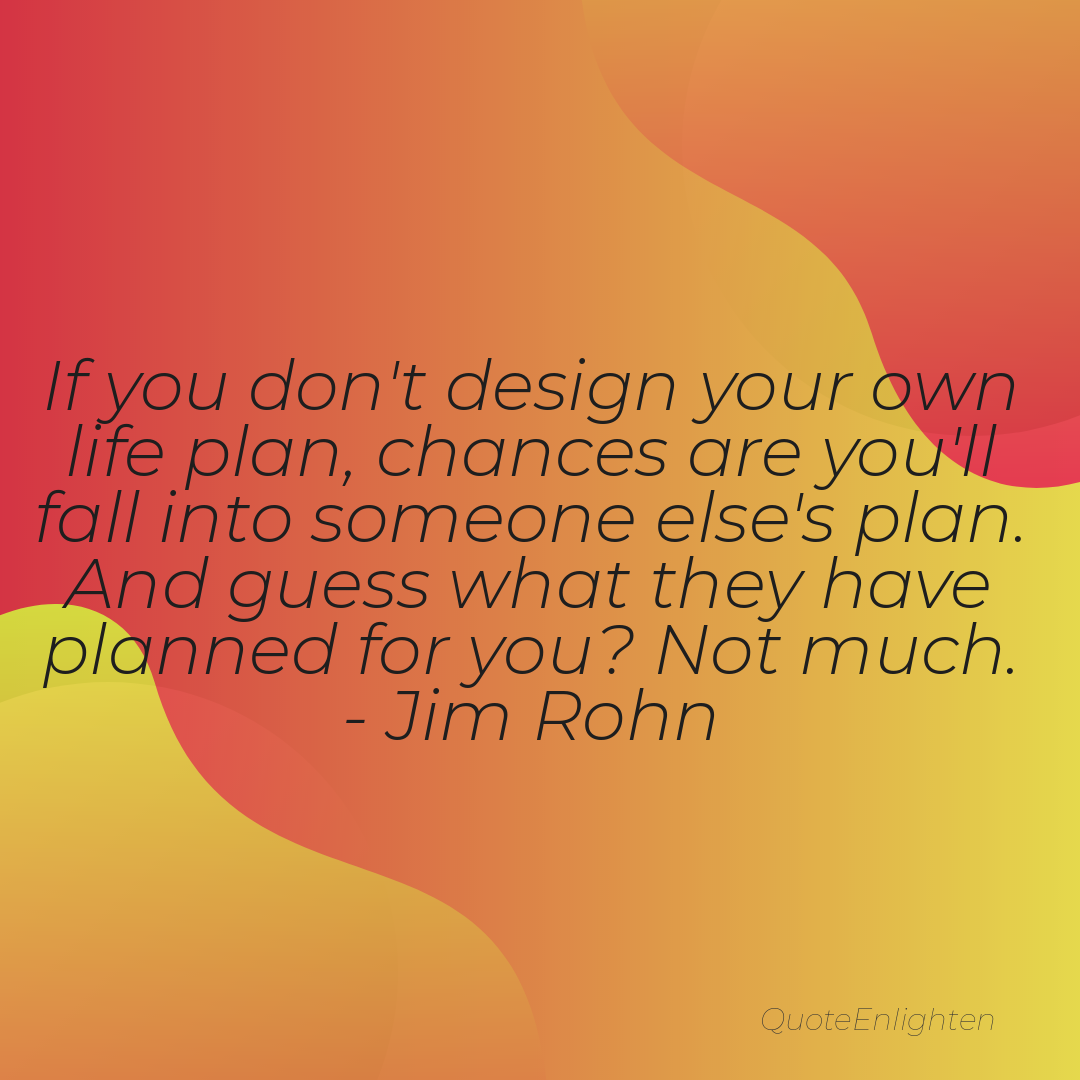 If you don't design your own
life plan, chances are you'll
fall into someone else's plan.
And guess what they have
planned for you? Not much.
- Jim Rohn
QuoteEnlighten